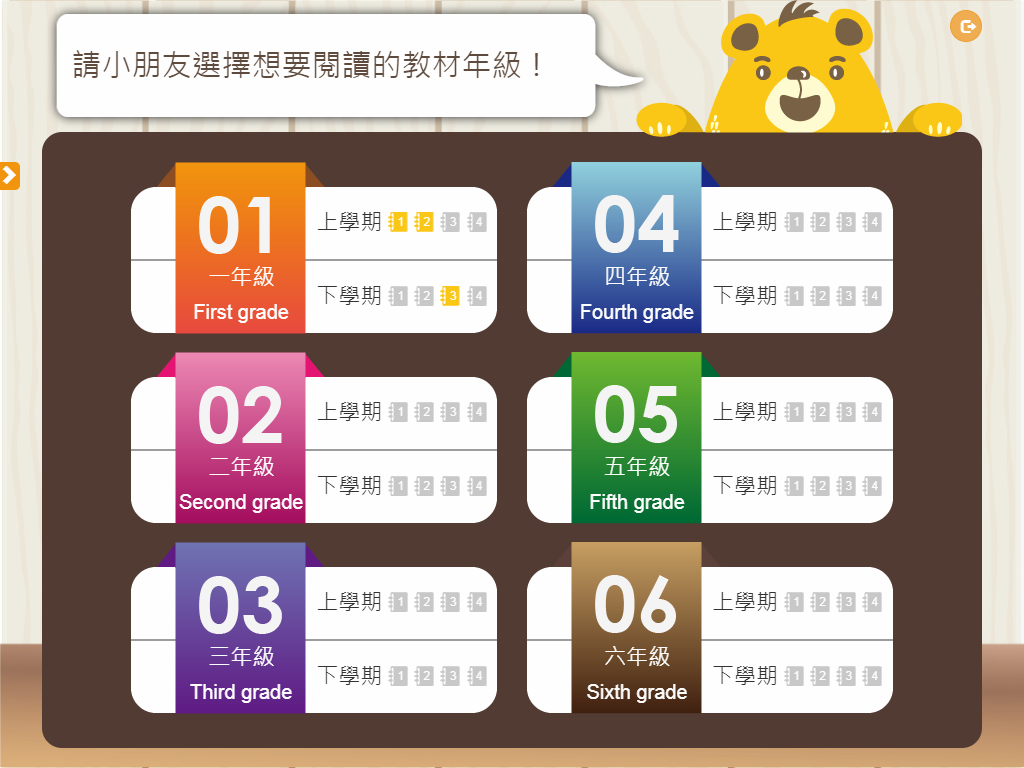 請小朋友選擇想要閱讀的教材年級！
01
一年級
First grade
上學期 1 2 3 4
下學期 1 2 3 4
04
四年級
Fourth grade
上學期 1 2 3 4
下學期 1 2 3 4
02
二年級
Second grade
上學期 1 2 3 4
下學期 1 2 3 4
05
五年級
Fifth grade
上學期 1 2 3 4
下學期 1 2 3 4
03
三年級
Third grade
上學期 1 2 3 4
下學期 1 2 3 4
06
六年級
Sixth grade
上學期 1 2 3 4
下學期 1 2 3 4